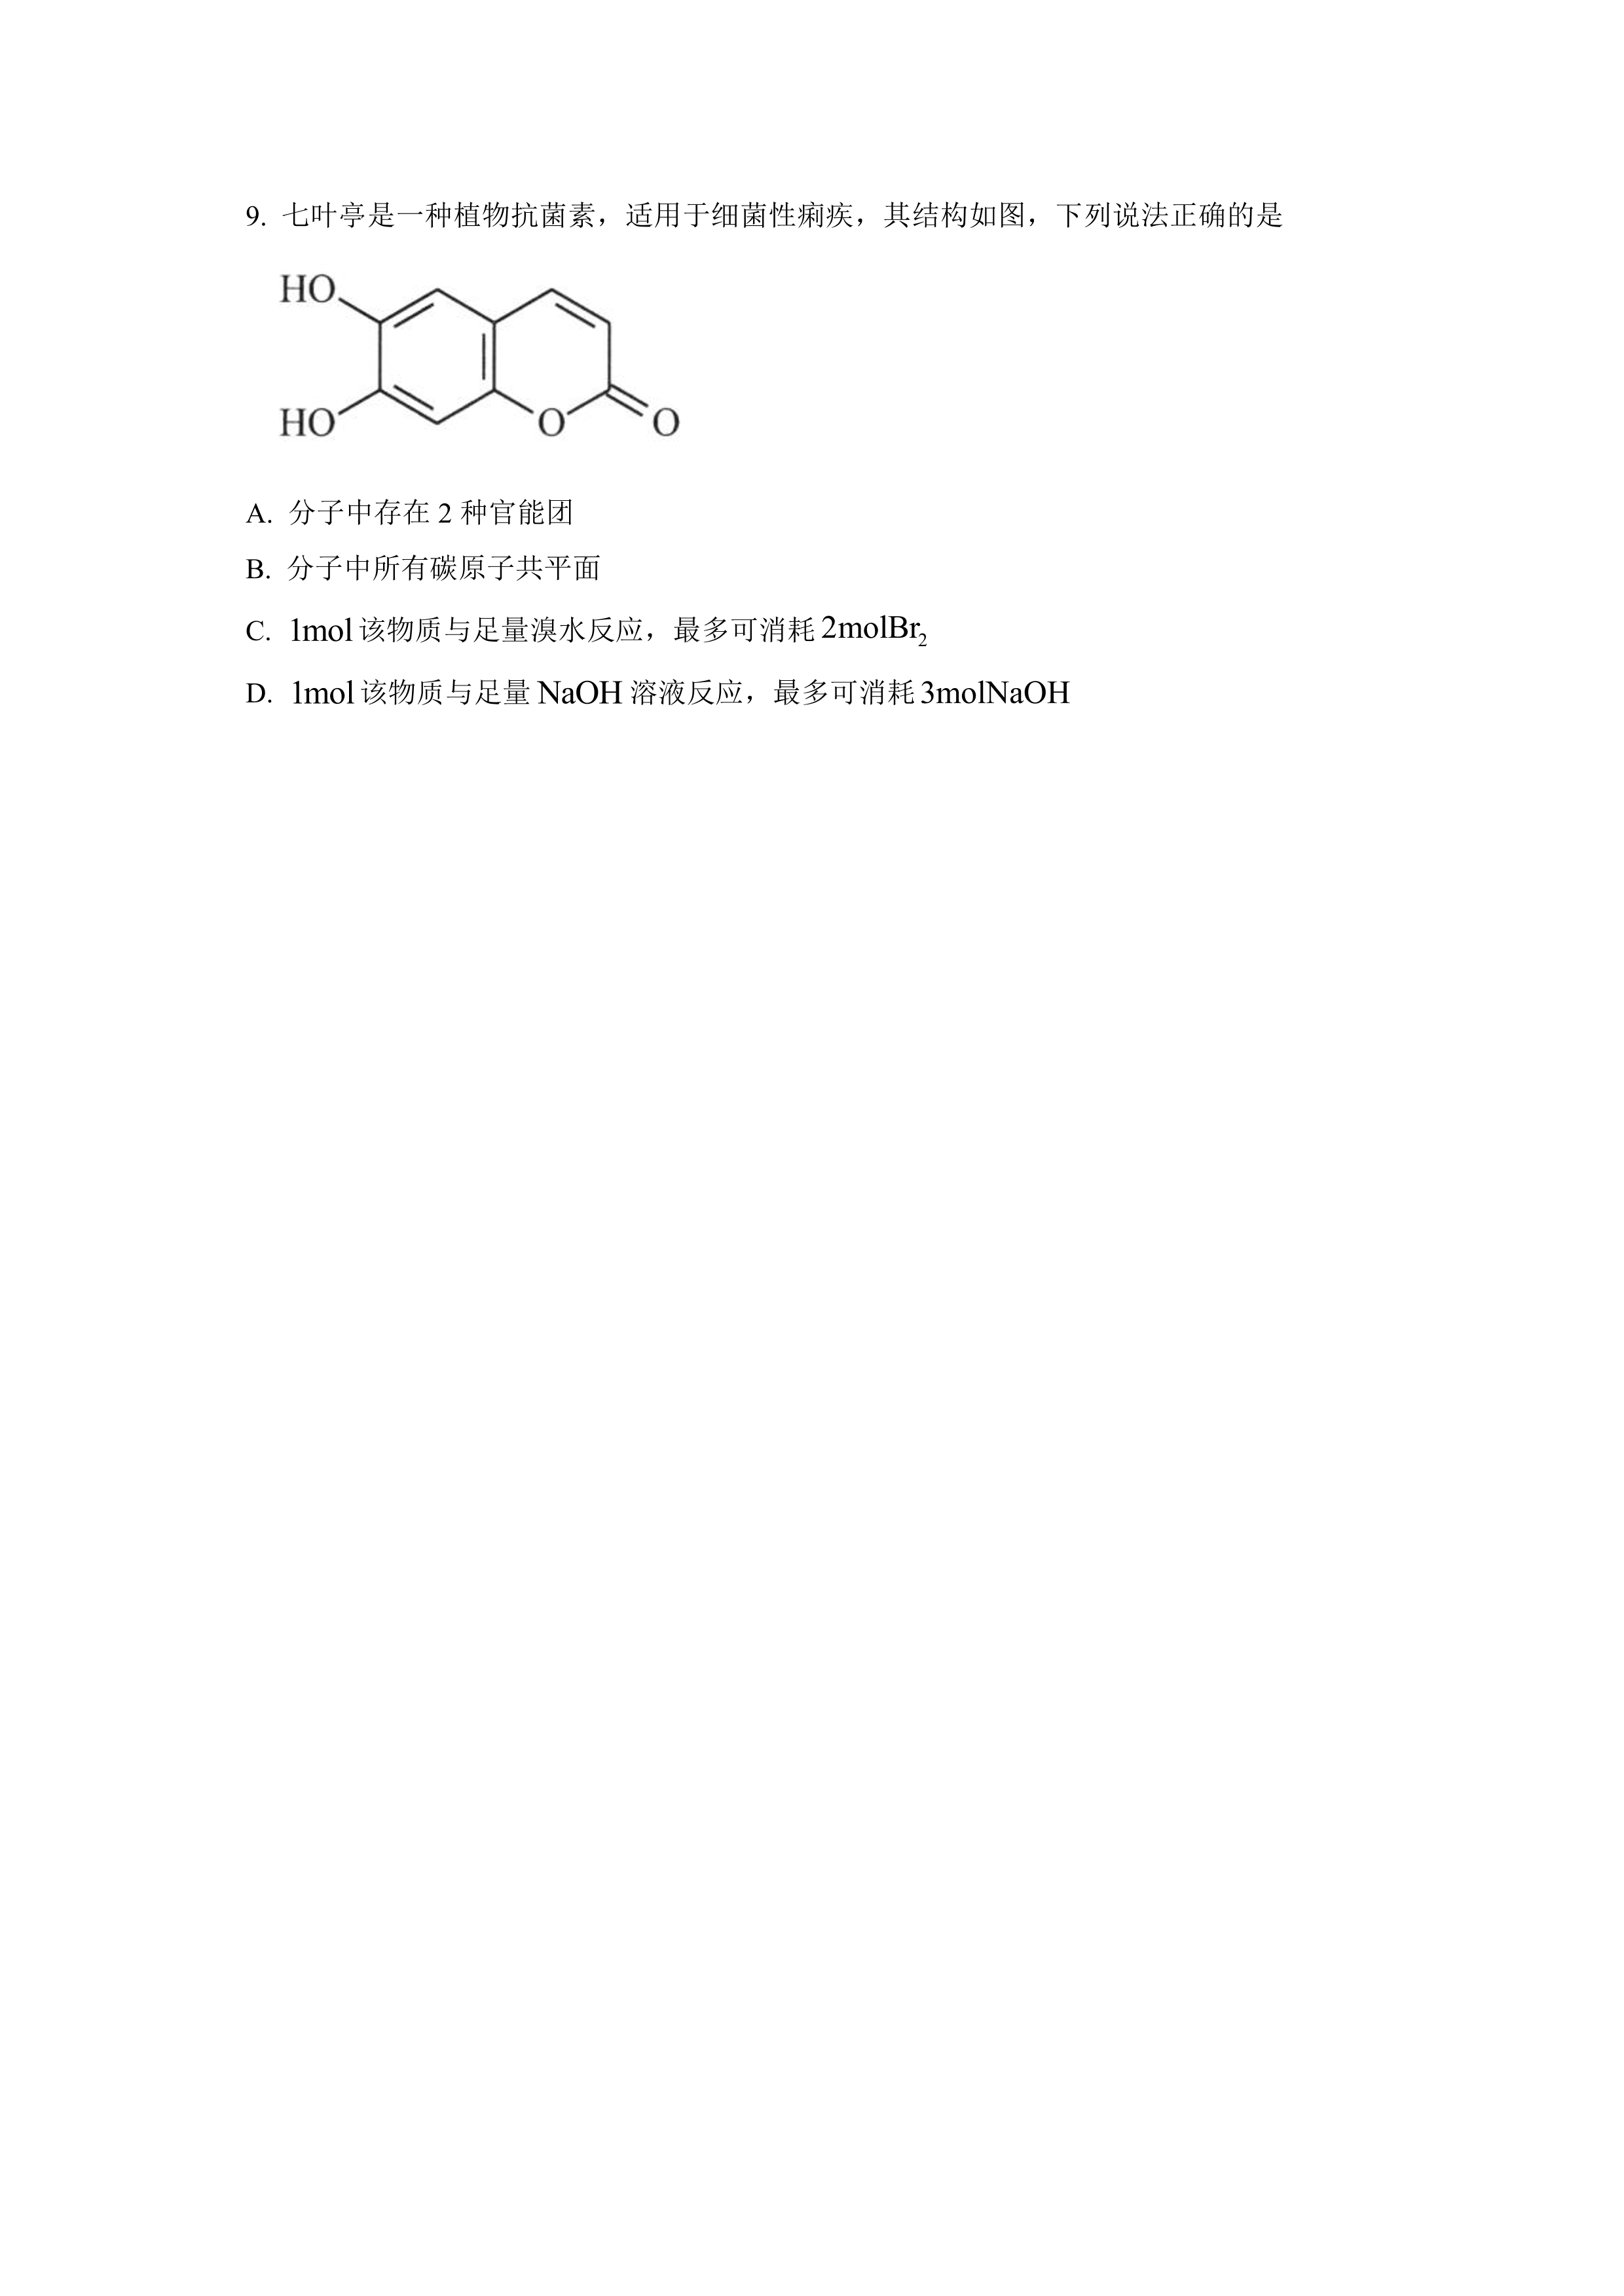 9. 七叶亭是一种植物抗菌素，适用于细菌性痢疾，其结构如图，下列说法正确的是
HO
HO
O
O
A. 分子中存在 2 种官能团
B. 分子中所有碳原子共平面
C. 1mol 该物质与足量溴水反应，最多可消耗 2molBr₂
D. 1mol 该物质与足量 NaOH 溶液反应，最多可消耗 3molNaOH